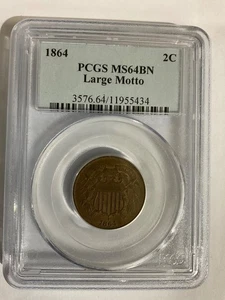 1864 2C
PCGS MS64BN
Large Motto
3576.64/11955434